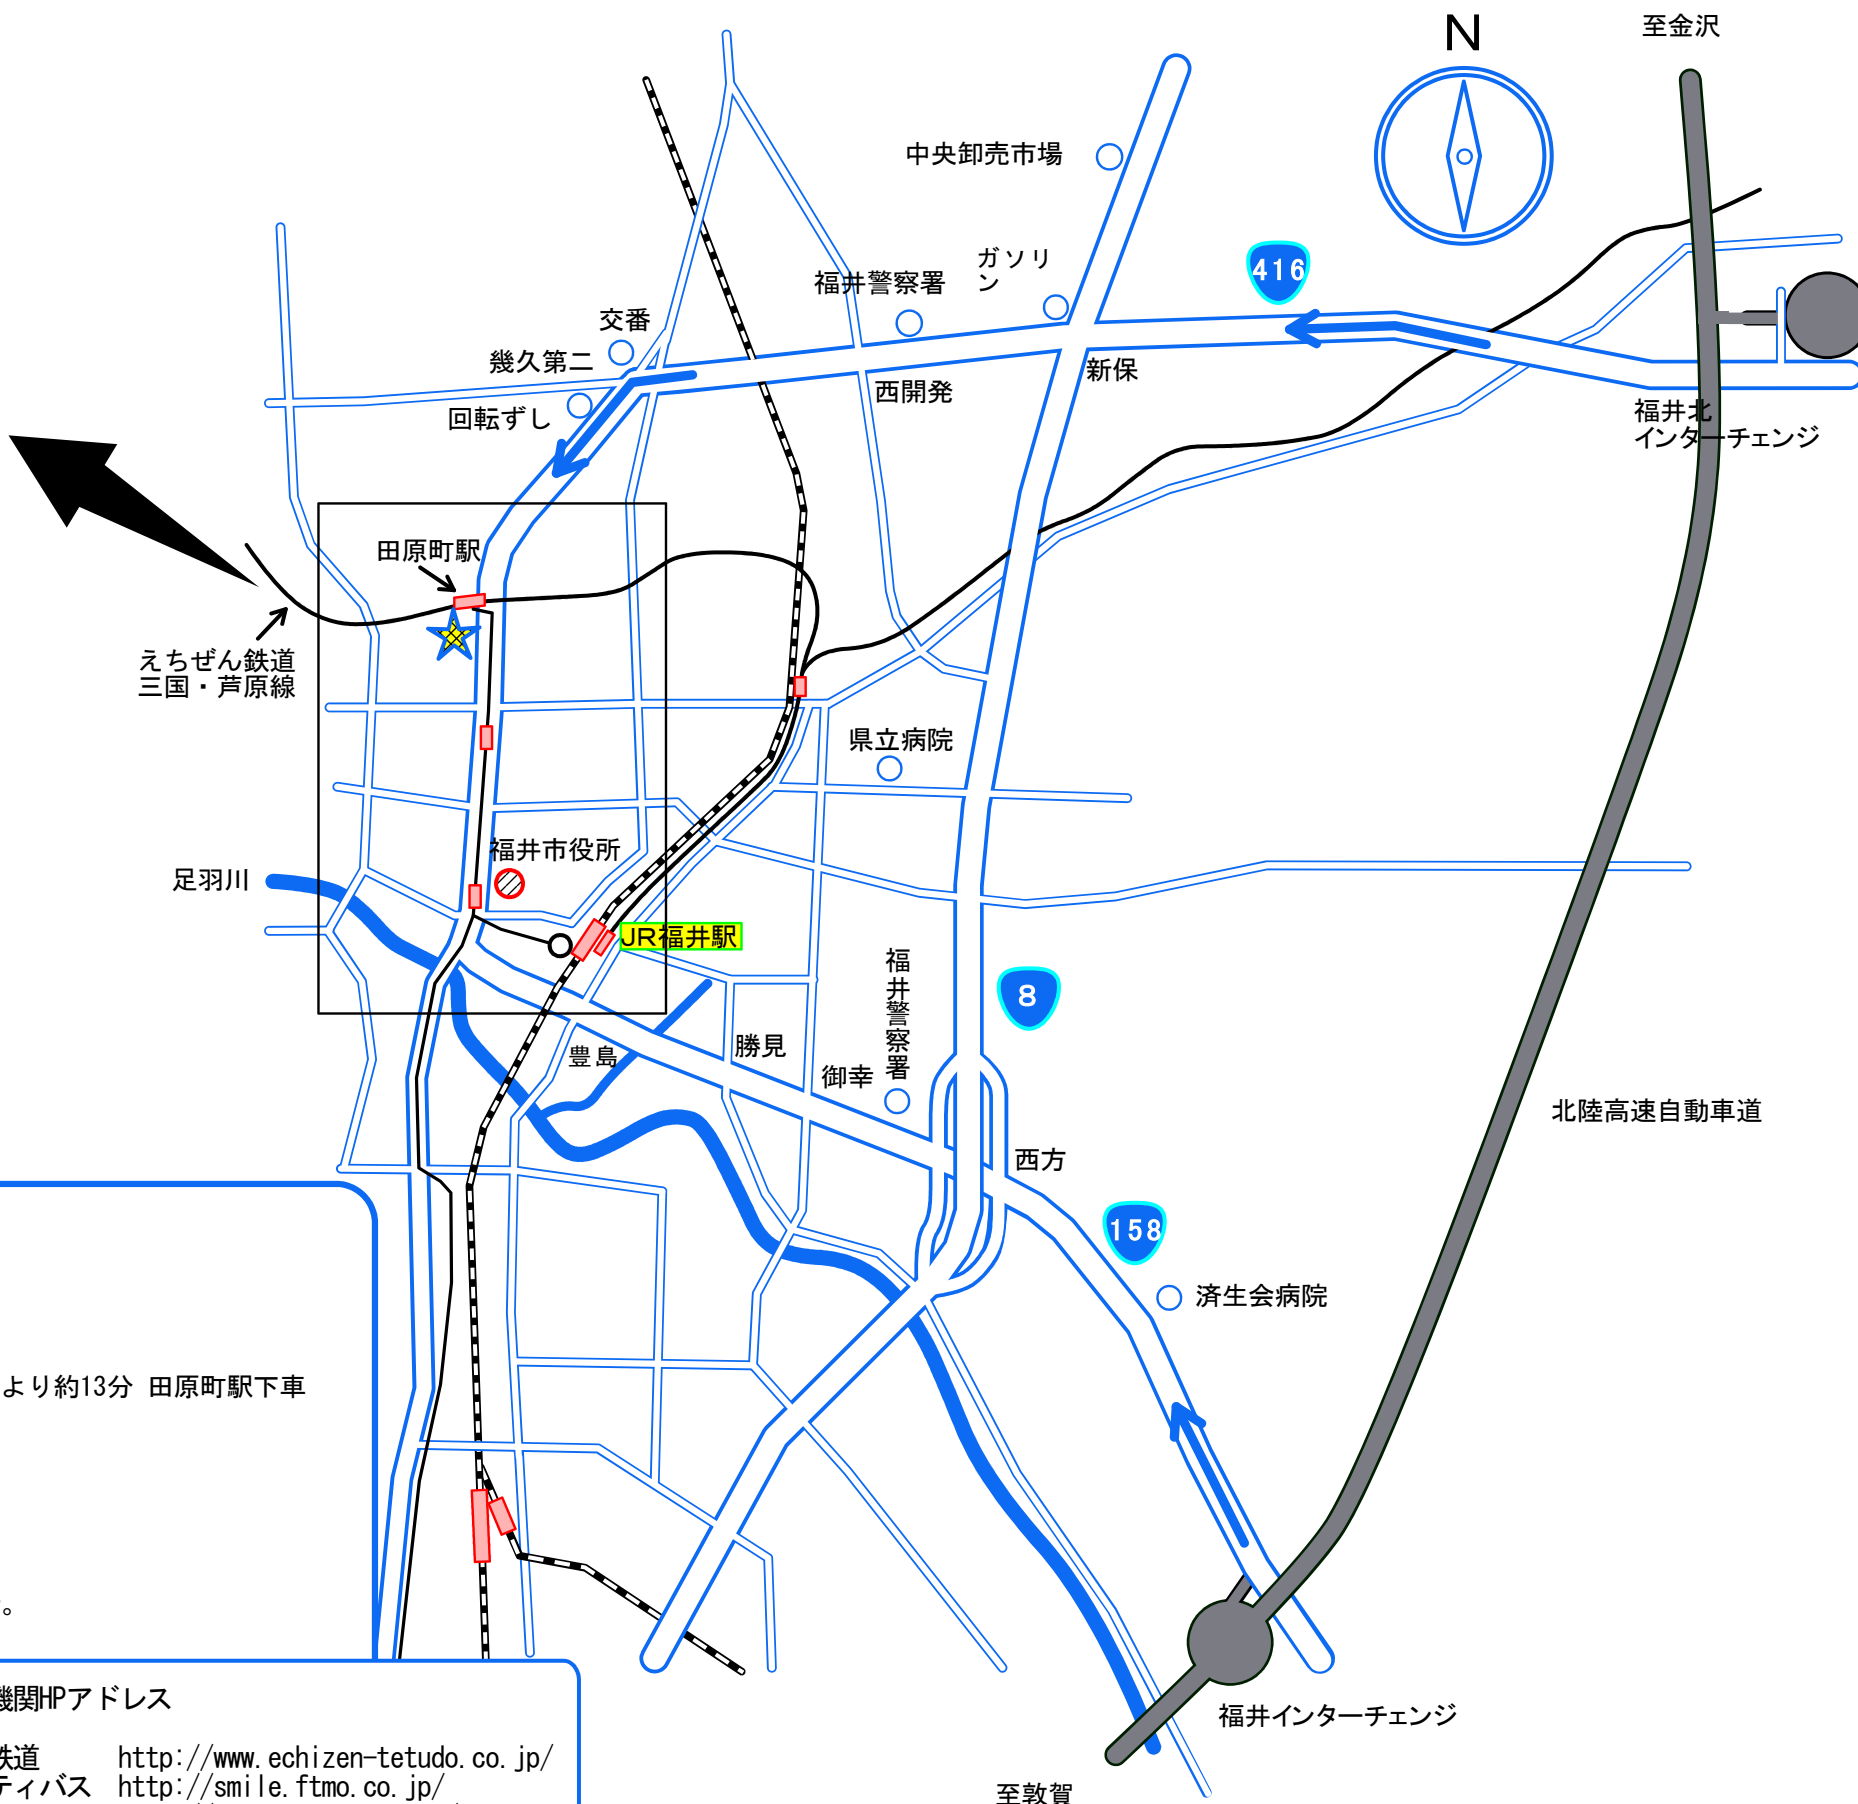 N
至金沢
中央卸売市場
ガソリ
ン
福井警察署
416
交番
幾久第二
回転ずし
西開発
新保
福井北
インターチェンジ
田原町駅
えちぜん鉄道
三国・芦原線
県立病院
福井市役所
足羽川
JR福井駅
福井警察署
8
豊島
勝見
御幸
北陸高速自動車道
西方
158
済生会病院
より約13分 田原町駅下車
。
機関HPアドレス
福井インターチェンジ
鉄道 http://www.echizen-tetudo.co.jp/
ティバス http://smile.ftmo.co.jp/
至敦賀